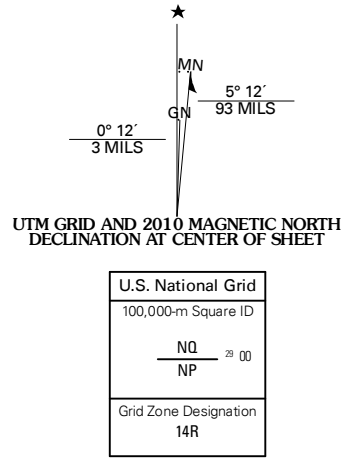 ★
MN
GN
5° 12´
93 MILS
0° 12´
3 MILS
UTM GRID AND 2010 MAGNETIC NORTH
DECLINATION AT CENTER OF SHEET
U.S. National Grid
100,000-m Square ID
NQ
29 00
NP
Grid Zone Designation
14R